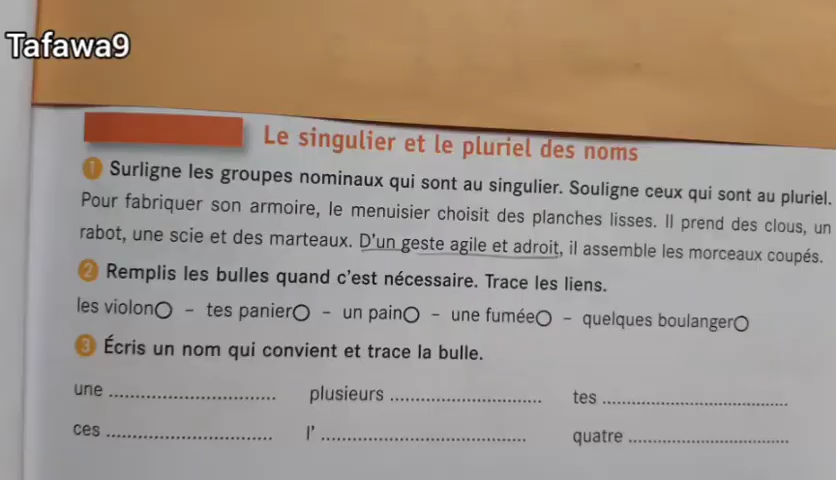 Tafawa9
Le singulier et le pluriel des noms
1 Surligne les groupes nominaux qui sont au singulier. Souligne ceux qui sont au pluriel.
Pour fabriquer son armoire, le menuisier choisit des planches lisses. Il prend des clous, un
rabot, une scie et des marteaux. D'un geste agile et adroit, il assemble les morceaux coupés.
2 Remplis les bulles quand c'est nécessaire. Trace les liens.
les violon○ – tes panier○ – un pain○ – une fumée○ – quelques boulanger○
3 Écris un nom qui convient et trace la bulle.
une ........................ plusieurs ........................ tes ........................
ces ........................ l' ........................ quatre ........................